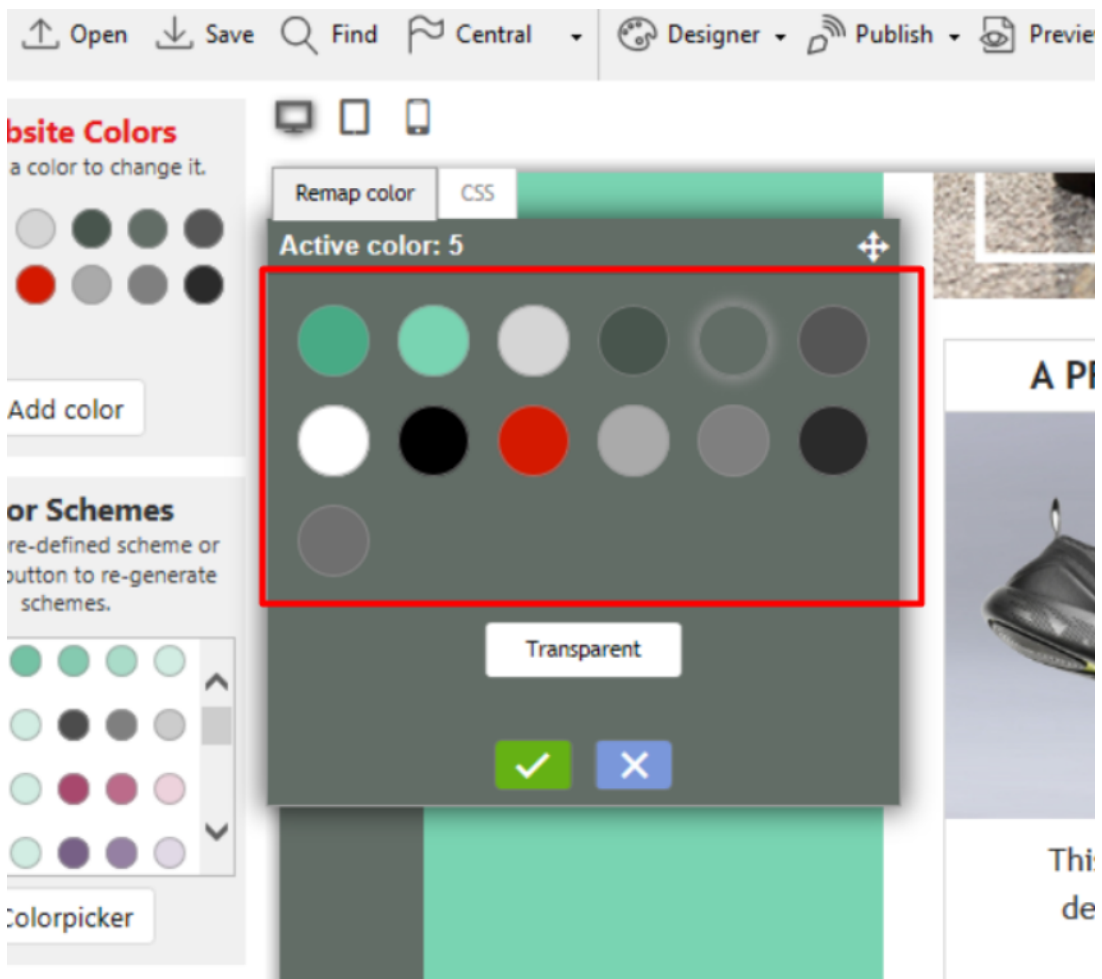 Open Save Find Central Designer Publish Previe
bsite Colors
a color to change it.
Remap color CSS
Active color: 5
Add color
A P
or Schemes
re-defined scheme or
button to re-generate
schemes.
Transparent
Colorpicker
This
de